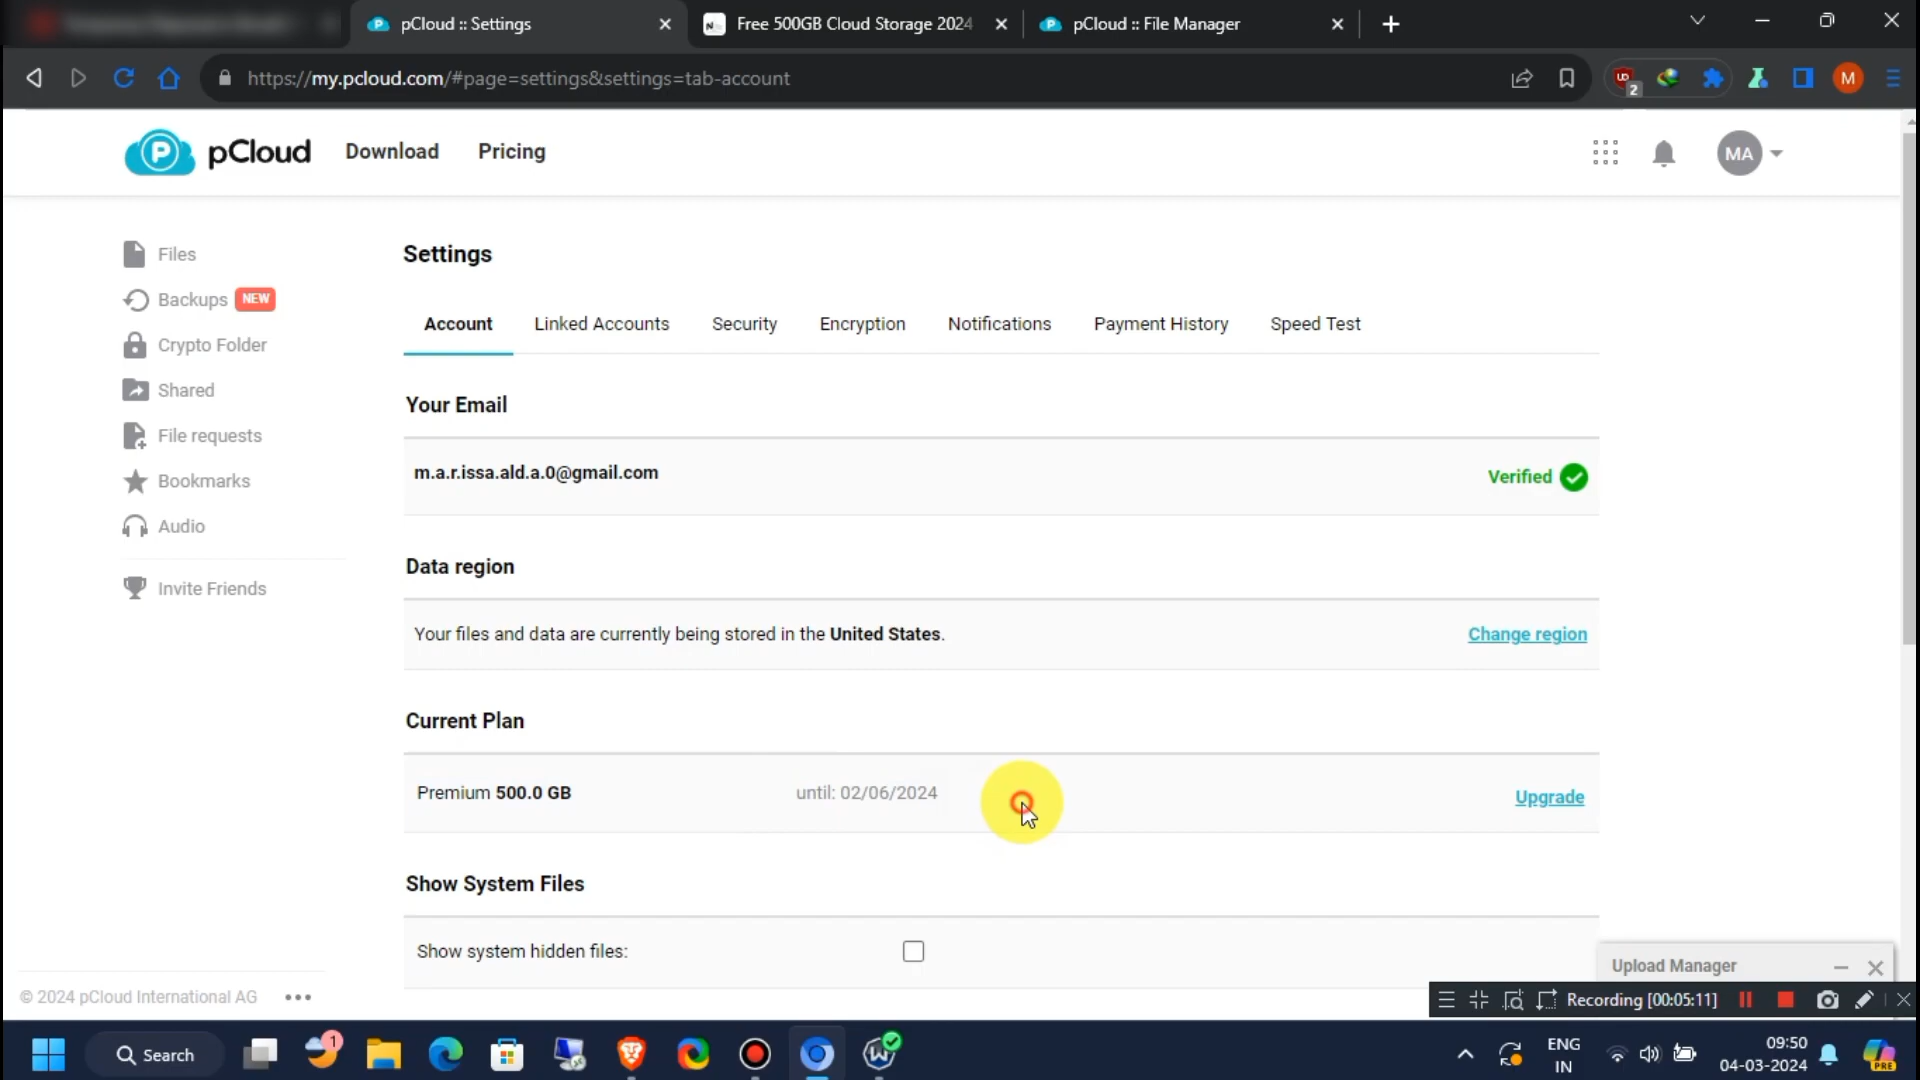 pCloud :: Settings
Free 500GB Cloud Storage 2024
pCloud :: File Manager
https://my.pcloud.com/#page=settings&settings=tab-account
UD
2
M
P pCloud
Download
Pricing
MA
Files
Backups NEW
Crypto Folder
Shared
File requests
Bookmarks
Audio
Invite Friends
© 2024 pCloud International AG
Settings
Account
Linked Accounts
Security
Encryption
Notifications
Payment History
Speed Test
Your Email
m.a.r.issa.ald.a.0@gmail.com
Verified
Data region
Your files and data are currently being stored in the United States.
Change region
Current Plan
Premium 500.0 GB
until: 02/06/2024
Upgrade
Show System Files
Show system hidden files:
Upload Manager
Recording [00:05:11]
Search
1
ENG
IN
09:50
04-03-2024
PRE